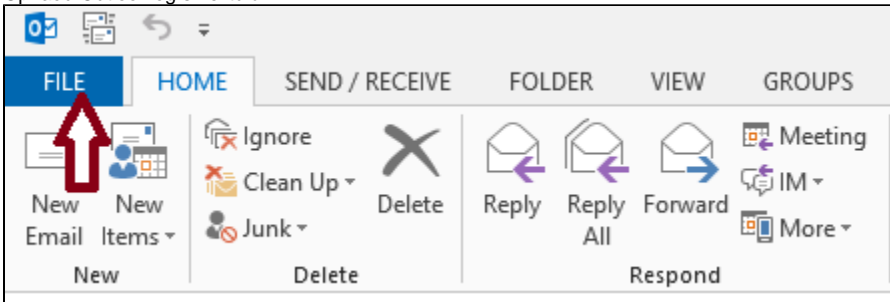 FILE HOME SEND / RECEIVE FOLDER VIEW GROUPS
Ignore
Clean Up
Junk
New Email
New Items
Delete
Reply
Reply All
Forward
Meeting
IM
More
New Delete Respond